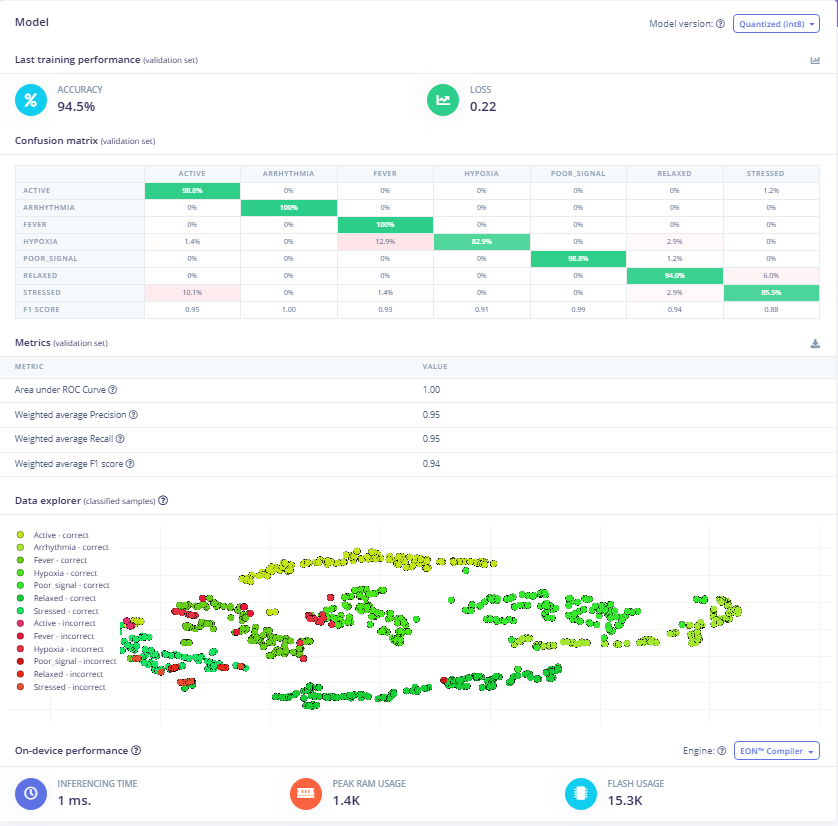 Model
Model version: Quantized (int8)
Last training performance (validation set)
ACCURACY
94.5%
LOSS
0.22
Confusion matrix (validation set)
ACTIVE ARRHYTHMIA FEVER HYPOXIA POOR_SIGNAL RELAXED STRESSED
ACTIVE 98.8% 0% 0% 0% 0% 0% 1.2%
ARRHYTHMIA 0% 100% 0% 0% 0% 0% 0%
FEVER 0% 0% 100% 0% 0% 0% 0%
HYPOXIA 1.4% 0% 12.9% 82.9% 0% 2.9% 0%
POOR_SIGNAL 0% 0% 0% 0% 98.8% 1.2% 0%
RELAXED 0% 0% 0% 0% 0% 94.0% 6.0%
STRESSED 10.1% 0% 1.4% 0% 0% 2.9% 85.5%
F1 SCORE 0.95 1.00 0.93 0.91 0.99 0.94 0.88
Metrics (validation set)
METRIC VALUE
Area under ROC Curve 1.00
Weighted average Precision 0.95
Weighted average Recall 0.95
Weighted average F1 score 0.94
Data explorer (classified samples)
Active - correct
Arrhythmia - correct
Fever - correct
Hypoxia - correct
Poor_signal - correct
Relaxed - correct
Stressed - correct
Active - incorrect
Fever - incorrect
Hypoxia - incorrect
Poor_signal - incorrect
Relaxed - incorrect
Stressed - incorrect
On-device performance
Engine: EON™ Compiler
INFERENCING TIME
1 ms.
PEAK RAM USAGE
1.4K
FLASH USAGE
15.3K